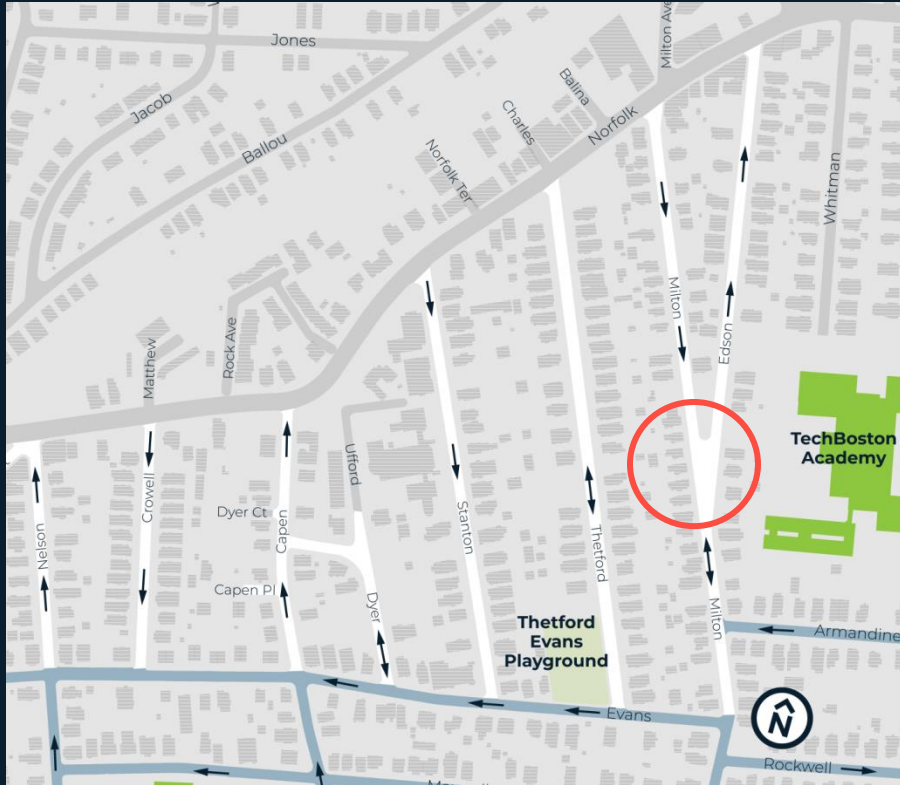 Jones
Milton Ave
Jacob
Balina
Ballou
Charles
Norfolk
Norfolk Ter
Whitman
Milton
Edson
Rock Ave
Matthew
TechBoston
Academy
Ufford
Crowell
Dyer Ct
Stanton
Capen
Nelson
Thetford
Capen Pl
Dyer
Milton
Thetford
Evans
Playground
Armandine
Evans
N
Rockwell